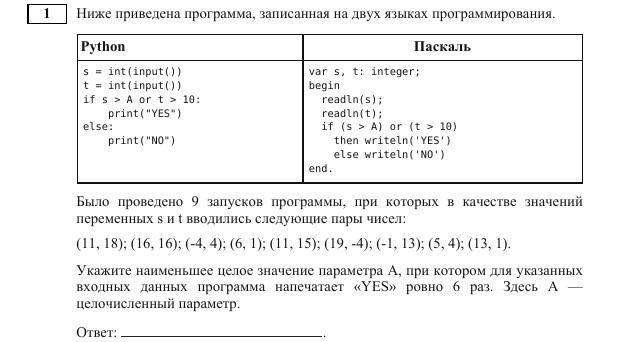 1 Ниже приведена программа, записанная на двух языках программирования.
Python Паскаль
s = int(input())
t = int(input())
if s > A or t > 10:
    print("YES")
else:
    print("NO")
var s, t: integer;
begin
  readln(s);
  readln(t);
  if (s > A) or (t > 10)
    then writeln('YES')
    else writeln('NO')
end.
Было проведено 9 запусков программы, при которых в качестве значений
переменных s и t вводились следующие пары чисел:
(11, 18); (16, 16); (-4, 4); (6, 1); (11, 15); (19, -4); (-1, 13); (5, 4); (13, 1).
Укажите наименьшее целое значение параметра А, при котором для указанных
входных данных программа напечатает «YES» ровно 6 раз. Здесь А —
целочисленный параметр.
Ответ: ______________________________.